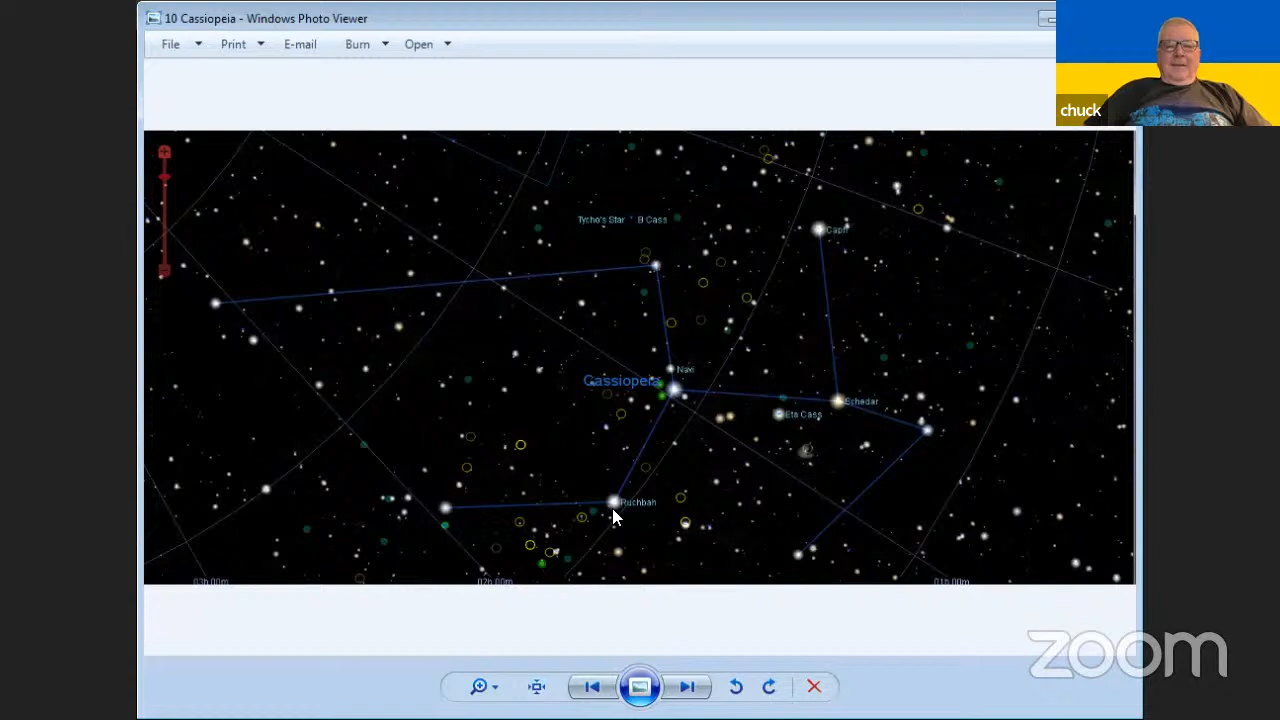 10 Cassiopeia - Windows Photo Viewer
File Print E-mail Burn Open
chuck
Tycho's Star B Cass
Caph
Navi
Cassiopeia
Schedar
Eta Cass
Ruchbah
03h 00m 02h 00m 01h 00m
zoom